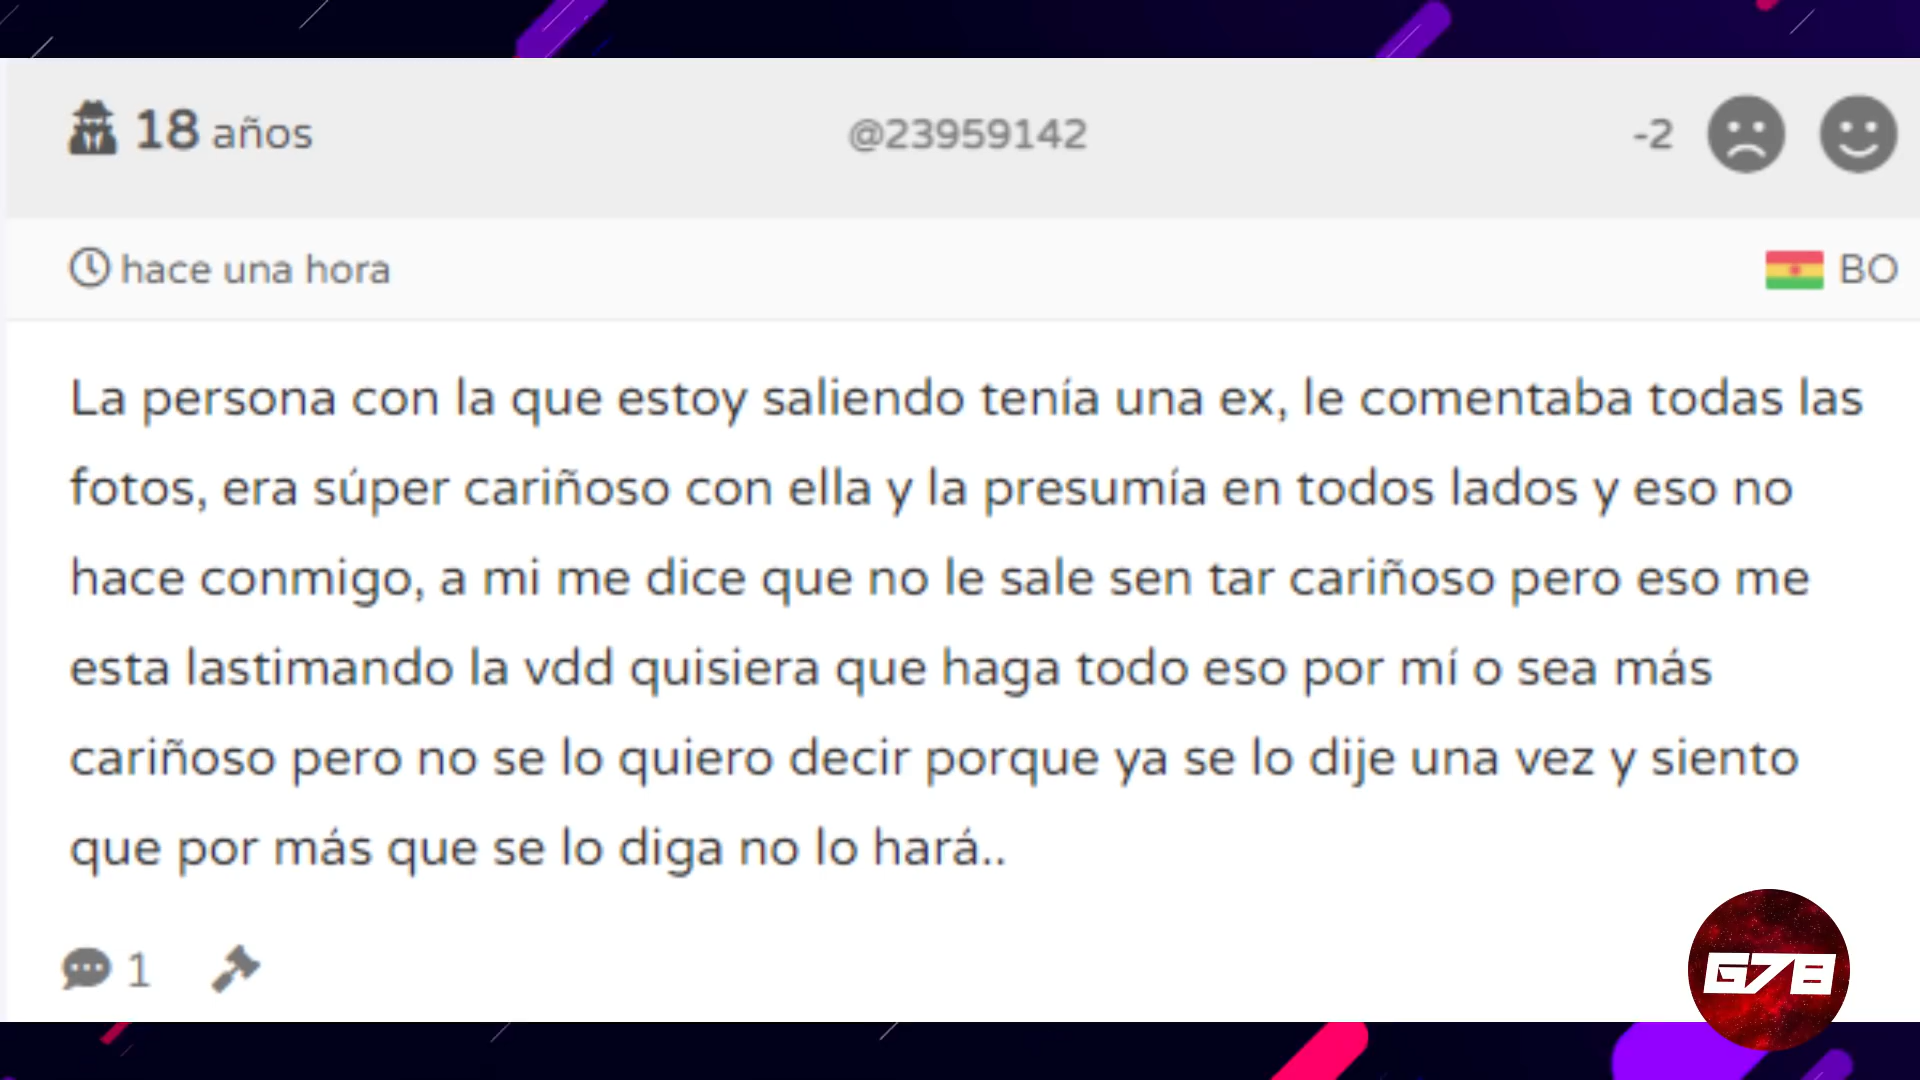 18 años @23959142 -2
hace una hora BO
La persona con la que estoy saliendo tenía una ex, le comentaba todas las
fotos, era súper cariñoso con ella y la presumía en todos lados y eso no
hace conmigo, a mi me dice que no le sale sen tar cariñoso pero eso me
esta lastimando la vdd quisiera que haga todo eso por mí o sea más
cariñoso pero no se lo quiero decir porque ya se lo dije una vez y siento
que por más que se lo diga no lo hará..
1
G78